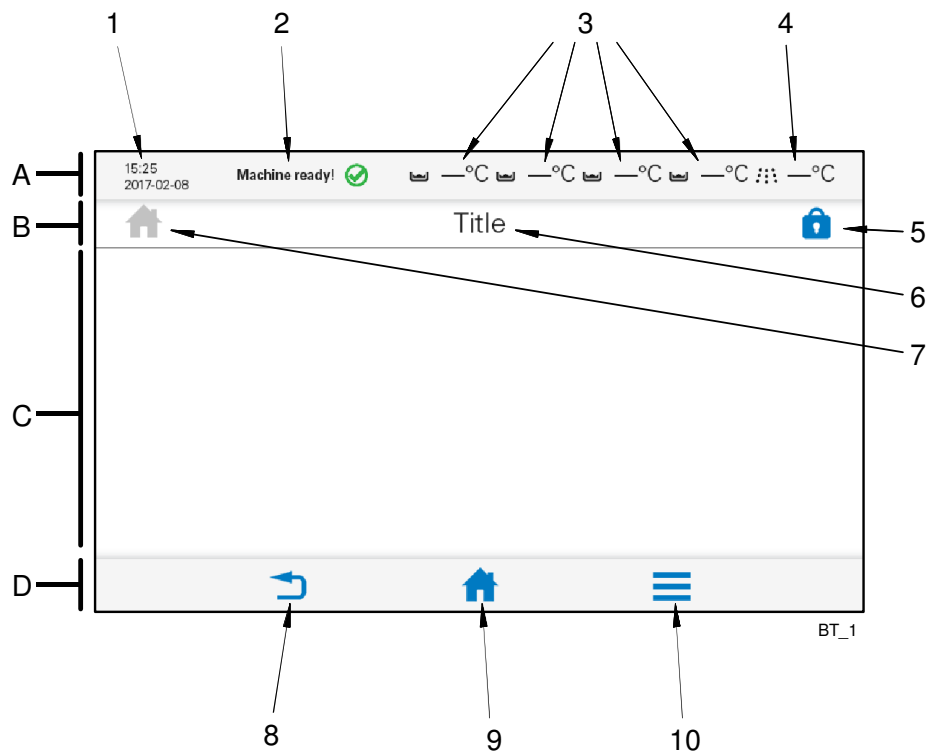 1 2 3 4
A 15:25 Machine ready! —°C —°C —°C —°C —°C
2017-02-08
B Title 5
6
7
C
D
BT_1
8 9 10